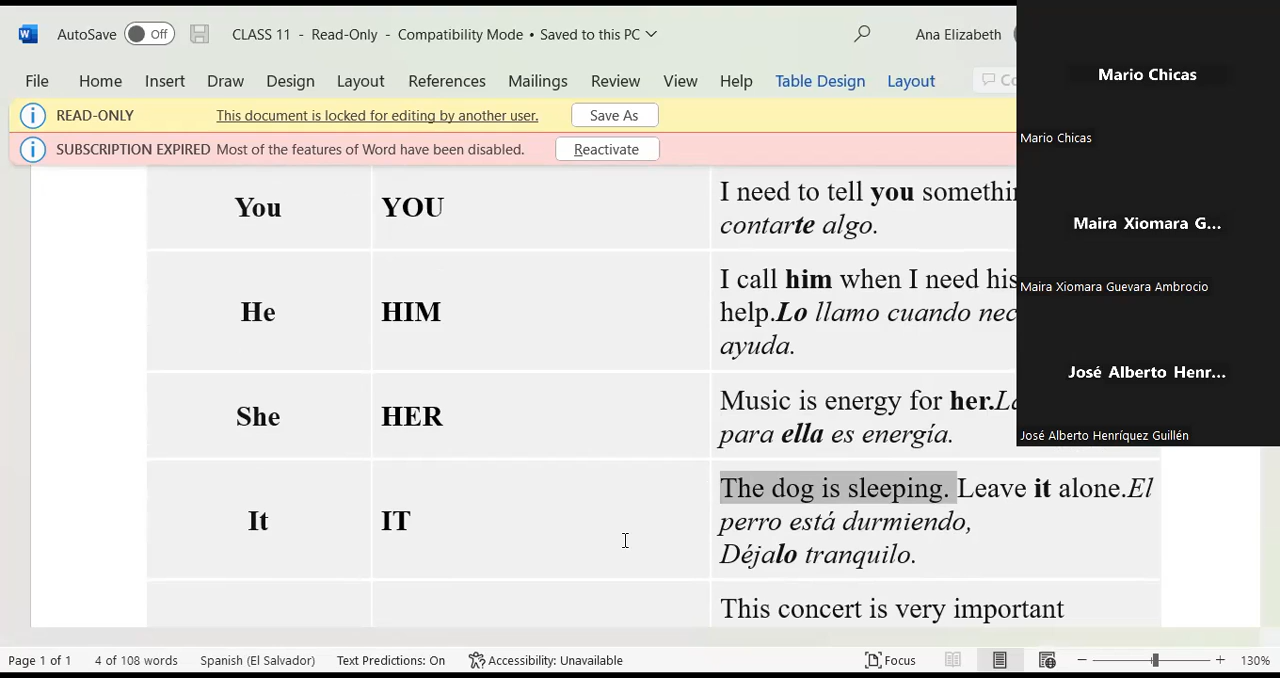 AutoSave Off CLASS 11 - Read-Only - Compatibility Mode • Saved to this PC Ana Elizabeth
File Home Insert Draw Design Layout References Mailings Review View Help Table Design Layout
READ-ONLY This document is locked for editing by another user. Save As
SUBSCRIPTION EXPIRED Most of the features of Word have been disabled. Reactivate
You YOU I need to tell you
contarte algo.
He HIM I call him when I need his
help.Lo llamo cuando
ayuda.
She HER Music is energy for her.
para ella es energía.
It IT The dog is sleeping. Leave it alone.El
perro está durmiendo,
Déjalo tranquilo.
This concert is very important
Mario Chicas
Mario Chicas
Maira Xiomara G...
Maira Xiomara Guevara Ambrocio
José Alberto Henr...
José Alberto Henríquez Guillén
Page 1 of 1 4 of 108 words Spanish (El Salvador) Text Predictions: On Accessibility: Unavailable Focus 130%